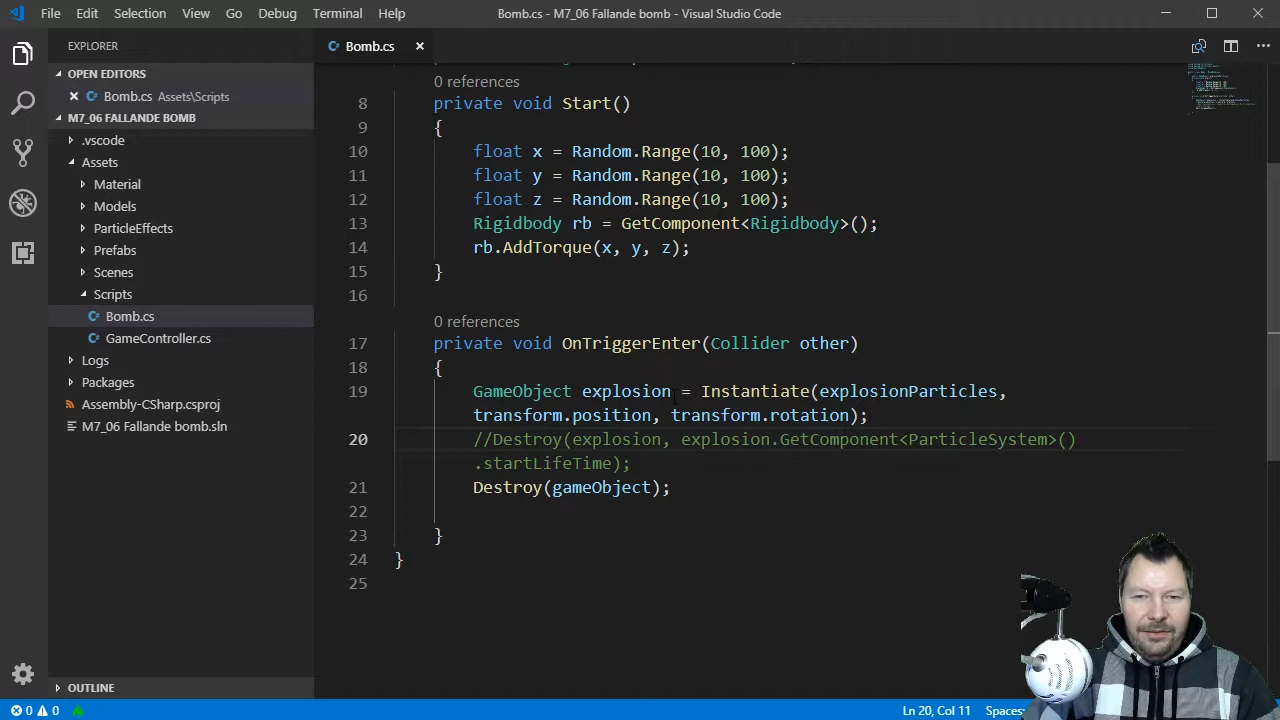 File Edit Selection View Go Debug Terminal Help Bomb.cs - M7_06 Fallande bomb - Visual Studio Code
EXPLORER
OPEN EDITORS
Bomb.cs Assets\Scripts
M7_06 FALLANDE BOMB
.vscode
Assets
Material
Models
ParticleEffects
Prefabs
Scenes
Scripts
Bomb.cs
GameController.cs
Logs
Packages
Assembly-CSharp.csproj
M7_06 Fallande bomb.sln
OUTLINE
Bomb.cs
0 references
8 private void Start()
9 {
10 float x = Random.Range(10, 100);
11 float y = Random.Range(10, 100);
12 float z = Random.Range(10, 100);
13 Rigidbody rb = GetComponent<Rigidbody>();
14 rb.AddTorque(x, y, z);
15 }
16
0 references
17 private void OnTriggerEnter(Collider other)
18 {
19 GameObject explosion = Instantiate(explosionParticles,
transform.position, transform.rotation);
20 //Destroy(explosion, explosion.GetComponent<ParticleSystem>()
.startLifeTime);
21 Destroy(gameObject);
22
23 }
24 }
25
0 0 Ln 20, Col 11 Spaces: